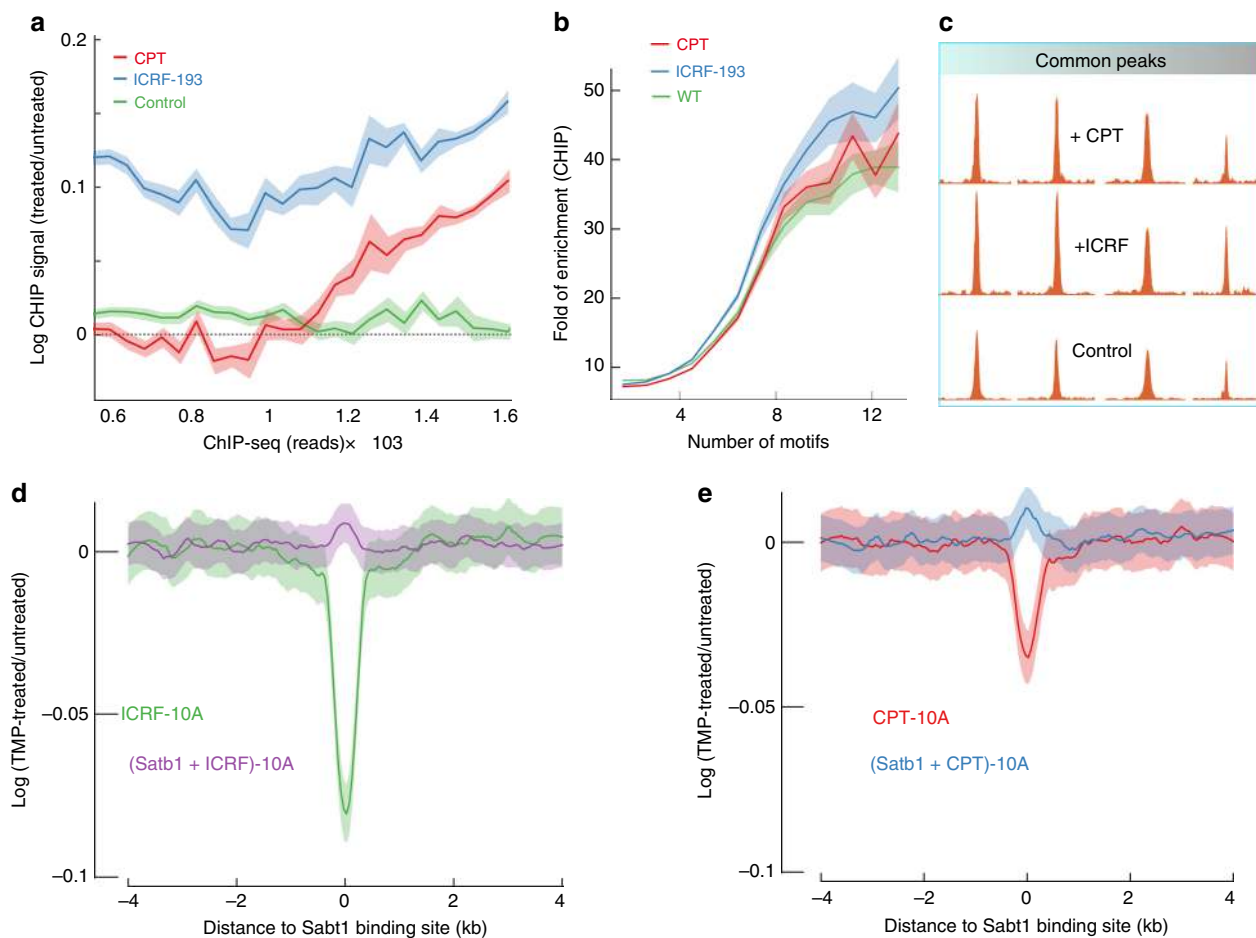 a
Log CHIP signal (treated/untreated)
0.2
0.1
0
CPT
ICRF-193
Control
0.6 0.8 1 1.2 1.4 1.6
ChIP-seq (reads)× 103
b
Fold of enrichment (CHIP)
50
40
30
20
10
CPT
ICRF-193
WT
4 8 12
Number of motifs
c
Common peaks
+ CPT
+ICRF
Control
d
Log (TMP-treated/untreated)
0
−0.05
−0.1
ICRF-10A
(Satb1 + ICRF)-10A
−4 −2 0 2 4
Distance to Sabt1 binding site (kb)
e
Log (TMP-treated/untreated)
0
−0.05
−0.1
CPT-10A
(Satb1 + CPT)-10A
−4 −2 0 2 4
Distance to Sabt1 binding site (kb)